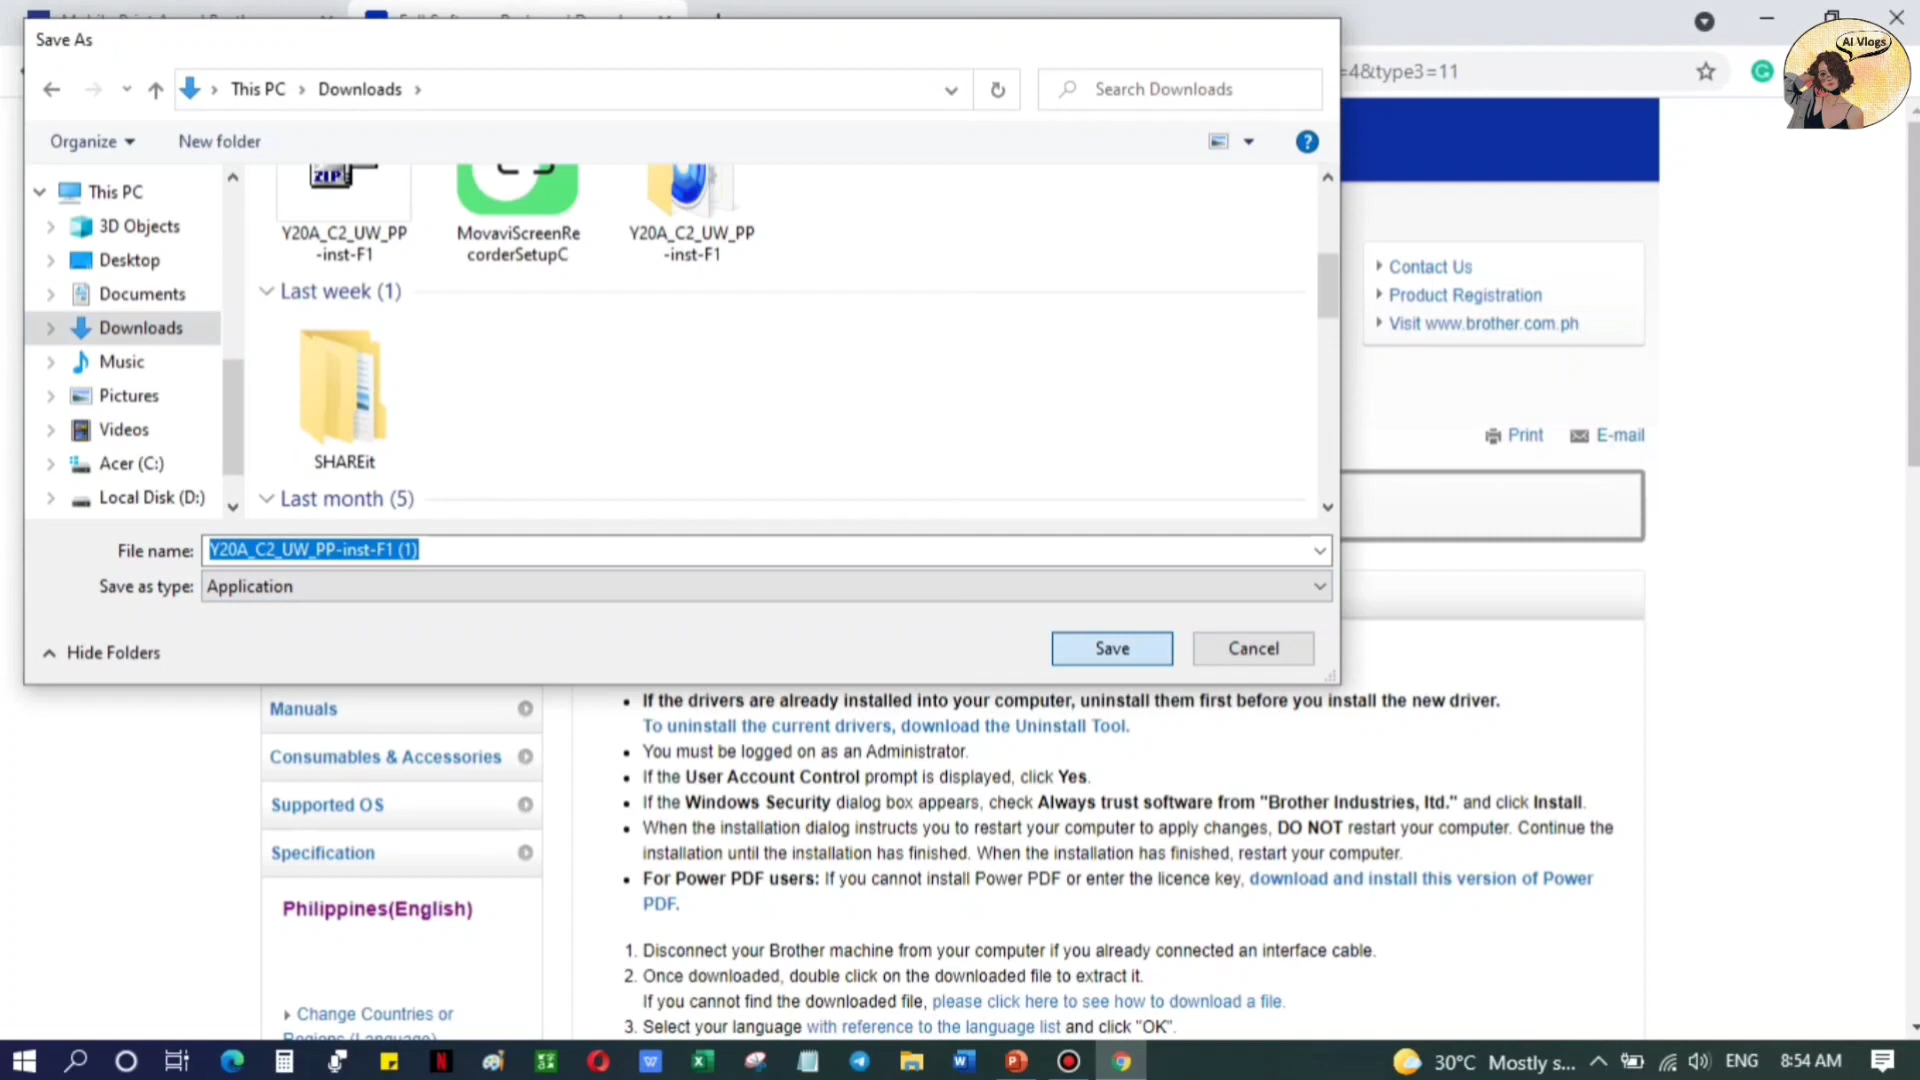 Save As
AI Vlogs
This PC > Downloads >
Search Downloads
=4&type3=11
Organize
New folder
This PC
3D Objects
Desktop
Documents
Downloads
Music
Pictures
Videos
Acer (C:)
Local Disk (D:)
ZIP
Y20A_C2_UW_PP
-inst-F1
MovaviScreenRe
corderSetupC
Y20A_C2_UW_PP
-inst-F1
Last week (1)
SHAREit
Last month (5)
File name: Y20A_C2_UW_PP-inst-F1 (1)
Save as type: Application
Hide Folders
Save
Cancel
Contact Us
Product Registration
Visit www.brother.com.ph
Print
E-mail
Manuals
Consumables & Accessories
Supported OS
Specification
Philippines(English)
Change Countries or
Regions (Language)
• If the drivers are already installed into your computer, uninstall them first before you install the new driver.
To uninstall the current drivers, download the Uninstall Tool.
• You must be logged on as an Administrator.
• If the User Account Control prompt is displayed, click Yes.
• If the Windows Security dialog box appears, check Always trust software from "Brother Industries, ltd." and click Install.
• When the installation dialog instructs you to restart your computer to apply changes, DO NOT restart your computer. Continue the
installation until the installation has finished. When the installation has finished, restart your computer.
• For Power PDF users: If you cannot install Power PDF or enter the licence key, download and install this version of Power
PDF.
1. Disconnect your Brother machine from your computer if you already connected an interface cable.
2. Once downloaded, double click on the downloaded file to extract it.
If you cannot find the downloaded file, please click here to see how to download a file.
3. Select your language with reference to the language list and click "OK".
30°C Mostly s...
ENG
8:54 AM